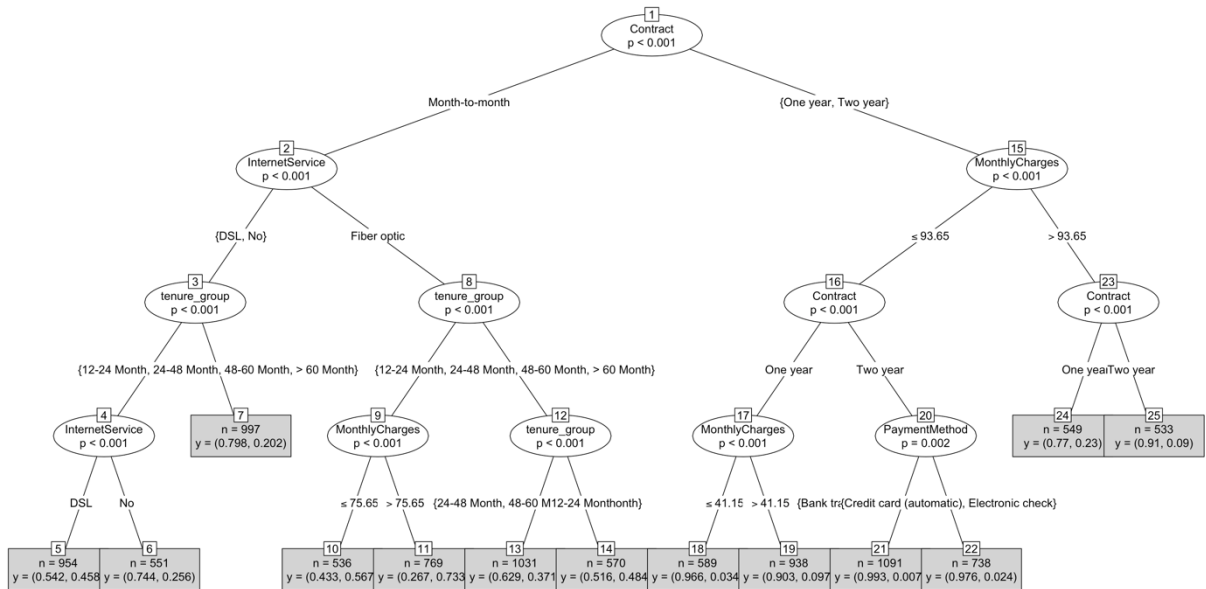 1
Contract
p < 0.001
Month-to-month
{One year, Two year}
2
InternetService
p < 0.001
15
MonthlyCharges
p < 0.001
{DSL, No}
Fiber optic
≤ 93.65
> 93.65
3
tenure_group
p < 0.001
8
tenure_group
p < 0.001
16
Contract
p < 0.001
23
Contract
p < 0.001
{12-24 Month, 24-48 Month, 48-60 Month, > 60 Month}
{12-24 Month, 24-48 Month, 48-60 Month, > 60 Month}
One year
Two year
Two year
4
InternetService
p < 0.001
7
n = 997
y = (0.798, 0.202)
9
MonthlyCharges
p < 0.001
12
tenure_group
p < 0.001
17
MonthlyCharges
p < 0.001
20
PaymentMethod
p = 0.002
24
n = 549
y = (0.77, 0.23)
25
n = 533
y = (0.91, 0.09)
DSL
No
≤ 75.65
> 75.65
{24-48 Month, 48-60 M
12-24 Month
≤ 41.15
> 41.15
{Bank
{Credit card (automatic), Electronic check}
5
n = 954
y = (0.542, 0.458
6
n = 551
y = (0.744, 0.256)
10
n = 536
y = (0.433, 0.567
11
n = 769
y = (0.267, 0.733
13
n = 1031
y = (0.629, 0.371
14
n = 570
y = (0.516, 0.484
18
n = 589
y = (0.966, 0.034
19
n = 938
y = (0.903, 0.097
21
n = 1091
y = (0.993, 0.007
22
n = 738
y = (0.976, 0.024)